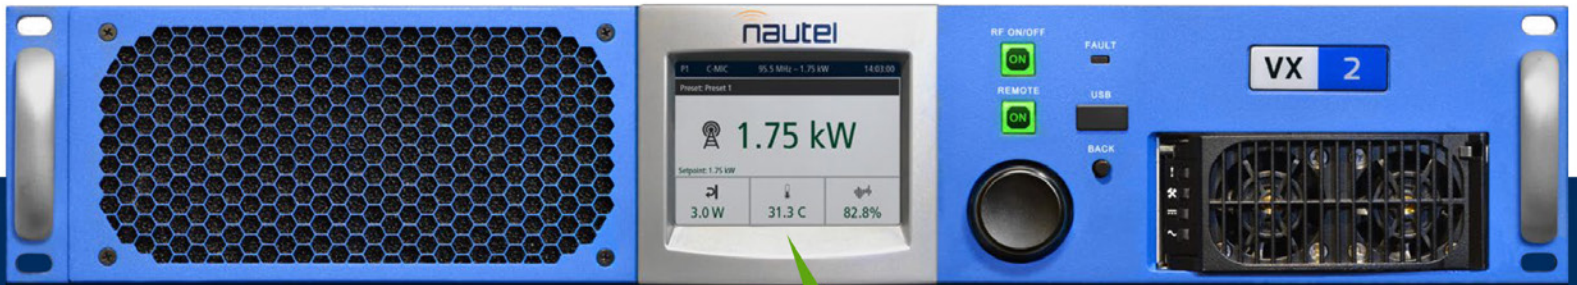 nautel
P1 C-MIC 95.5 MHz - 1.75 kW 14:03:00
Preset: Preset 1
1.75 kW
Setpoint: 1.75 kW
3.0 W 31.3 C 82.8%
RF ON/OFF
ON
REMOTE
ON
FAULT
USB
BACK
VX 2